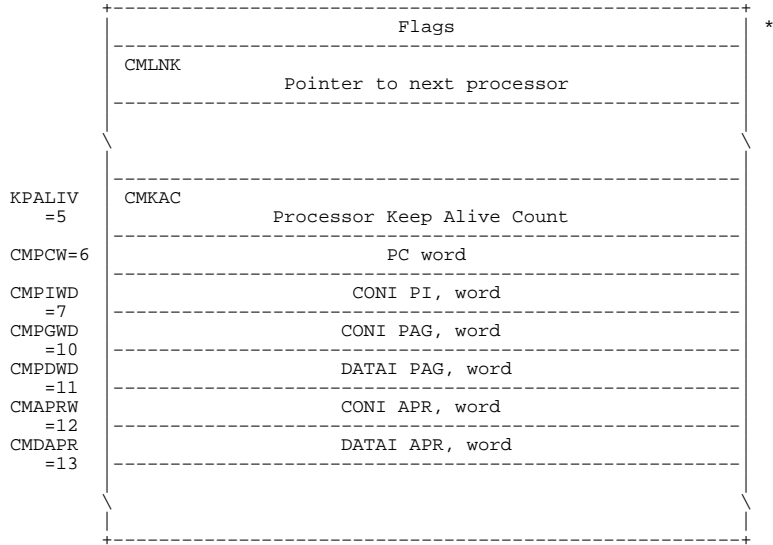 Flags *
CMLNK
Pointer to next processor
KPALIV CMKAC
=5 Processor Keep Alive Count
CMPCW=6 PC word
CMPIWD CONI PI, word
=7
CMPGWD CONI PAG, word
=10
CMPDWD DATAI PAG, word
=11
CMAPRW CONI APR, word
=12
CMDAPR DATAI APR, word
=13